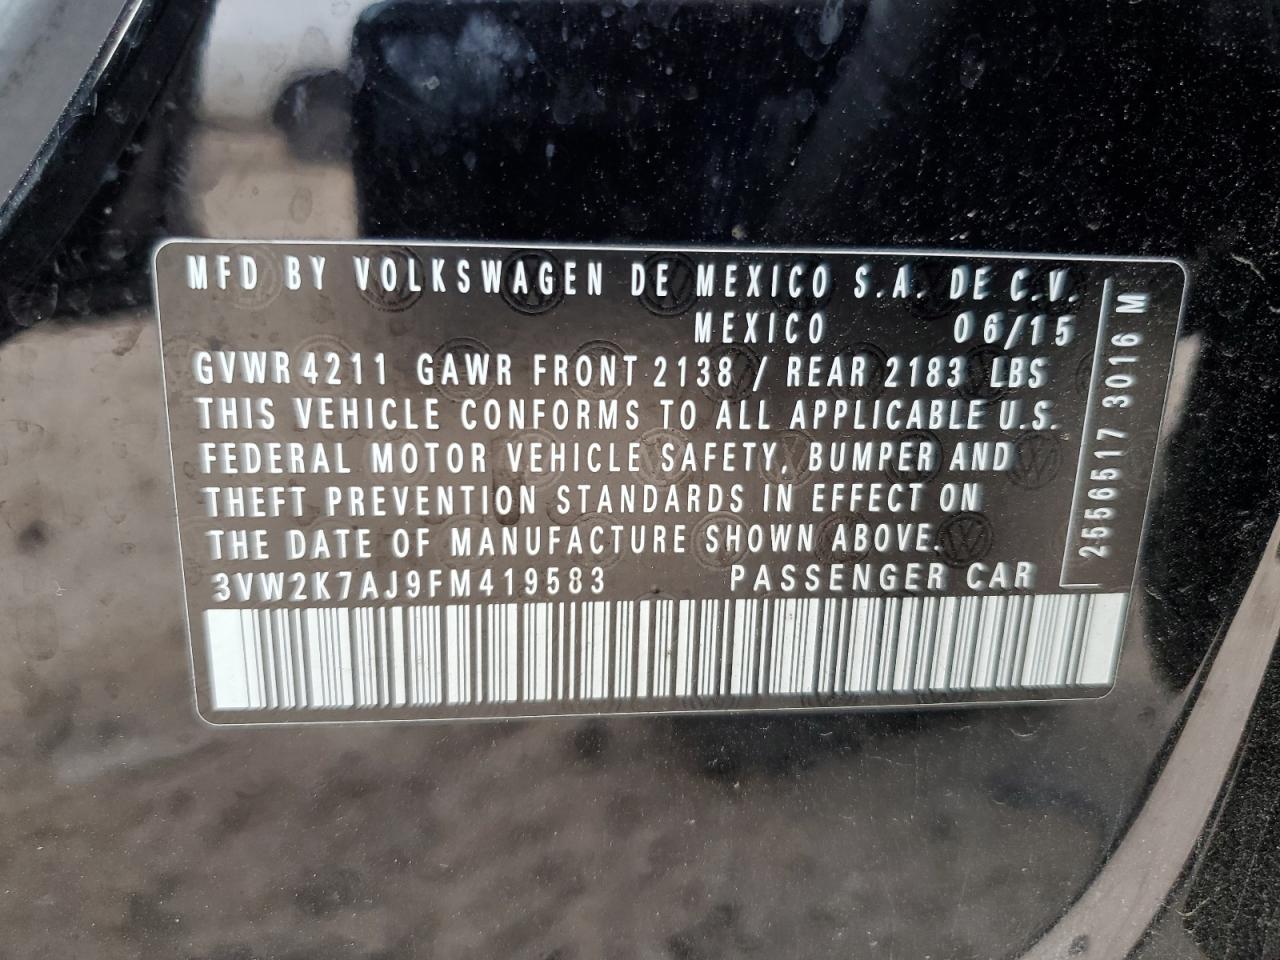 MFD BY VOLKSWAGEN DE MEXICO S.A. DE C.V.
MEXICO 06/15
GVWR 4211 GAWR FRONT 2138 / REAR 2183 LBS
THIS VEHICLE CONFORMS TO ALL APPLICABLE U.S.
FEDERAL MOTOR VEHICLE SAFETY, BUMPER AND
THEFT PREVENTION STANDARDS IN EFFECT ON
THE DATE OF MANUFACTURE SHOWN ABOVE.
3VW2K7AJ9FM419583 PASSENGER CAR
2556517 3016 M